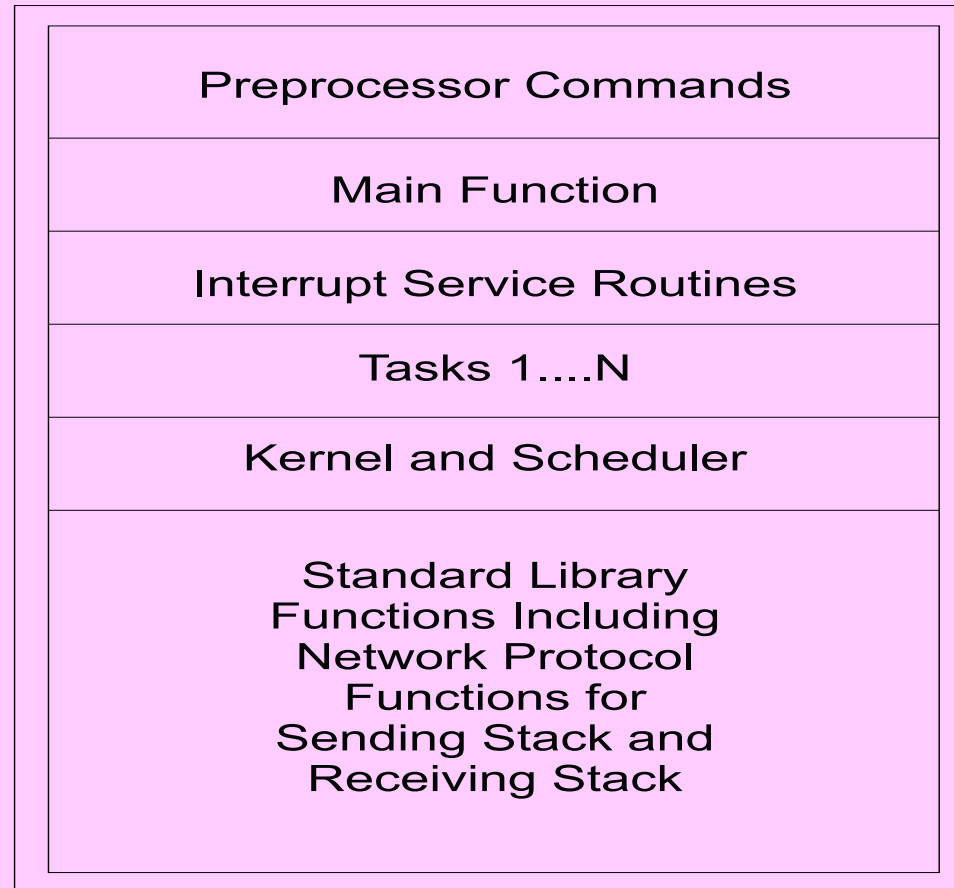 Preprocessor Commands
Main Function
Interrupt Service Routines
Tasks 1....N
Kernel and Scheduler
Standard Library
Functions Including
Network Protocol
Functions for
Sending Stack and
Receiving Stack